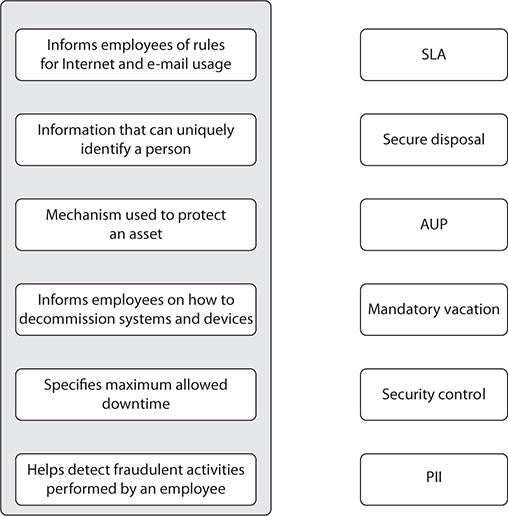 Informs employees of rules
for Internet and e-mail usage
SLA
Information that can uniquely
identify a person
Secure disposal
Mechanism used to protect
an asset
AUP
Informs employees on how to
decommission systems and devices
Mandatory vacation
Specifies maximum allowed
downtime
Security control
Helps detect fraudulent activities
performed by an employee
PII